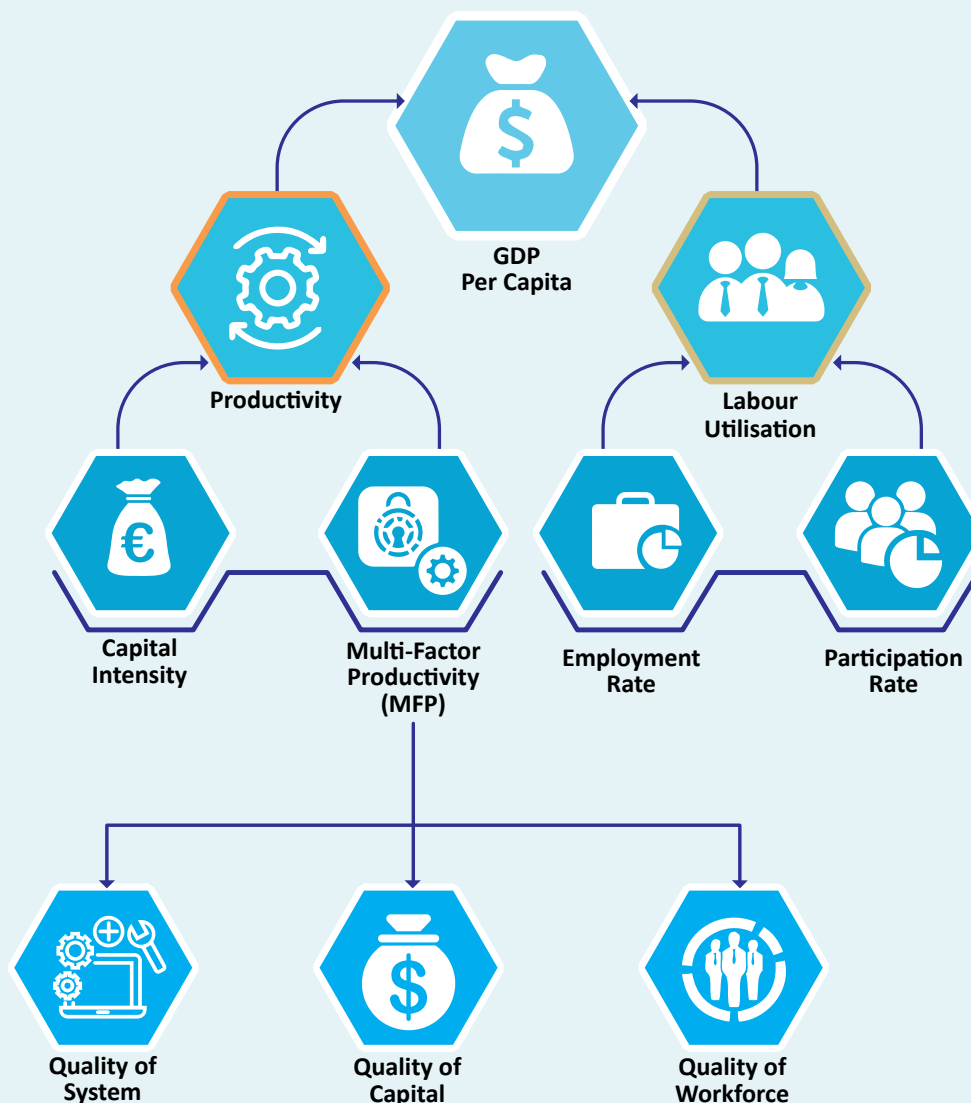 $
GDP
Per Capita
Productivity
Labour
Utilisation
€
Capital
Intensity
Multi-Factor
Productivity
(MFP)
Employment
Rate
Participation
Rate
$
Quality of
System
Quality of
Capital
Quality of
Workforce